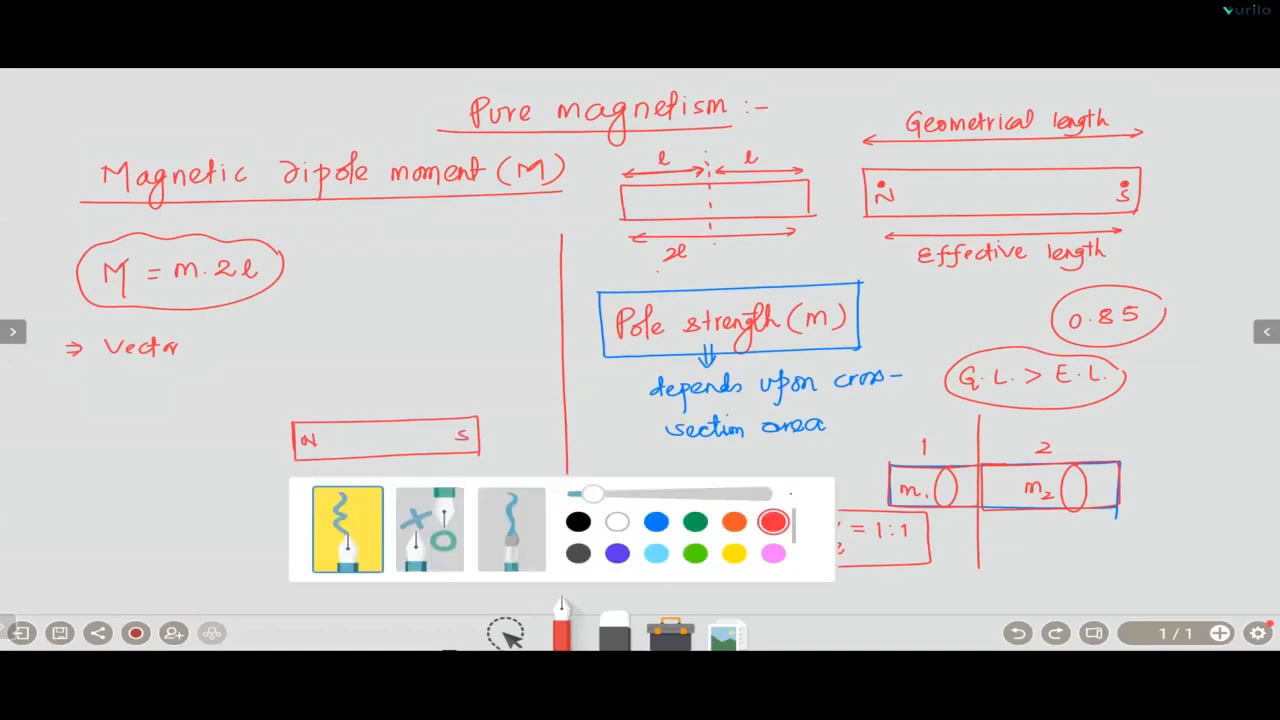 Vurilo
Pure magnetism :-
Magnetic dipole moment (M)
M = m.2l
⇒ Vector
N S
l l
2l
Geometrical length
N S
Effective length
Pole strength (m)
depends upon cross-
section area
0.85
G.L. > E.L.
1 2
m₁ m₂
= 1:1
1/1